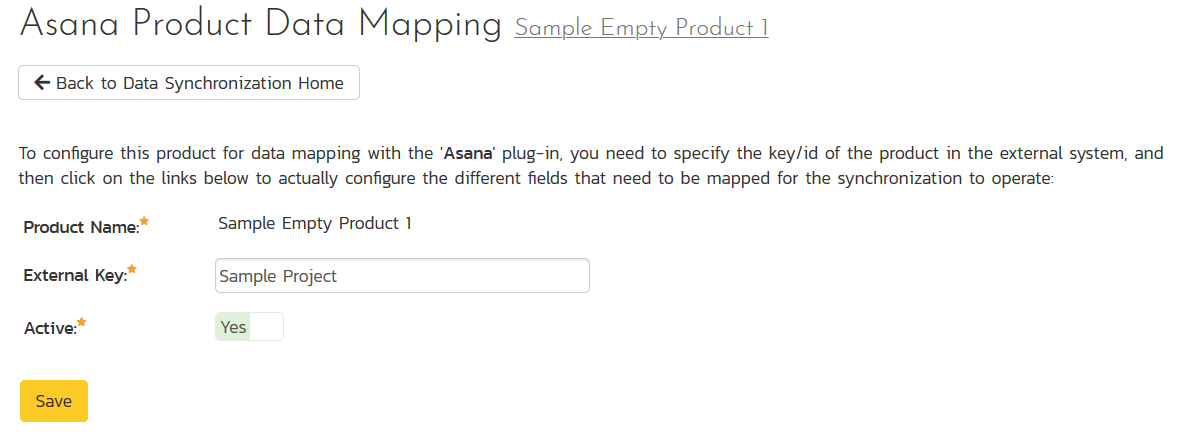 Asana Product Data Mapping Sample Empty Product 1
Back to Data Synchronization Home
To configure this product for data mapping with the 'Asana' plug-in, you need to specify the key/id of the product in the external system, and
then click on the links below to actually configure the different fields that need to be mapped for the synchronization to operate:
Product Name: Sample Empty Product 1
External Key: Sample Project
Active: Yes
Save